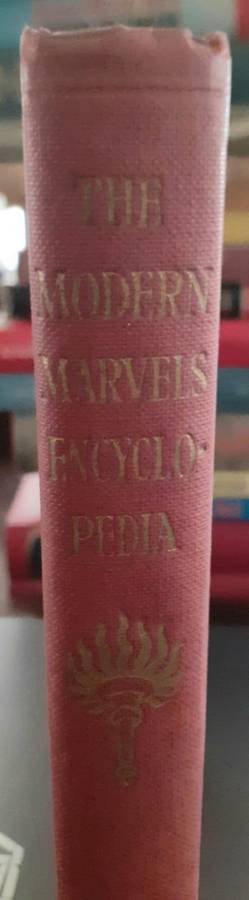 THE
MODERN
MARVELS
ENCYCLO-
PEDIA